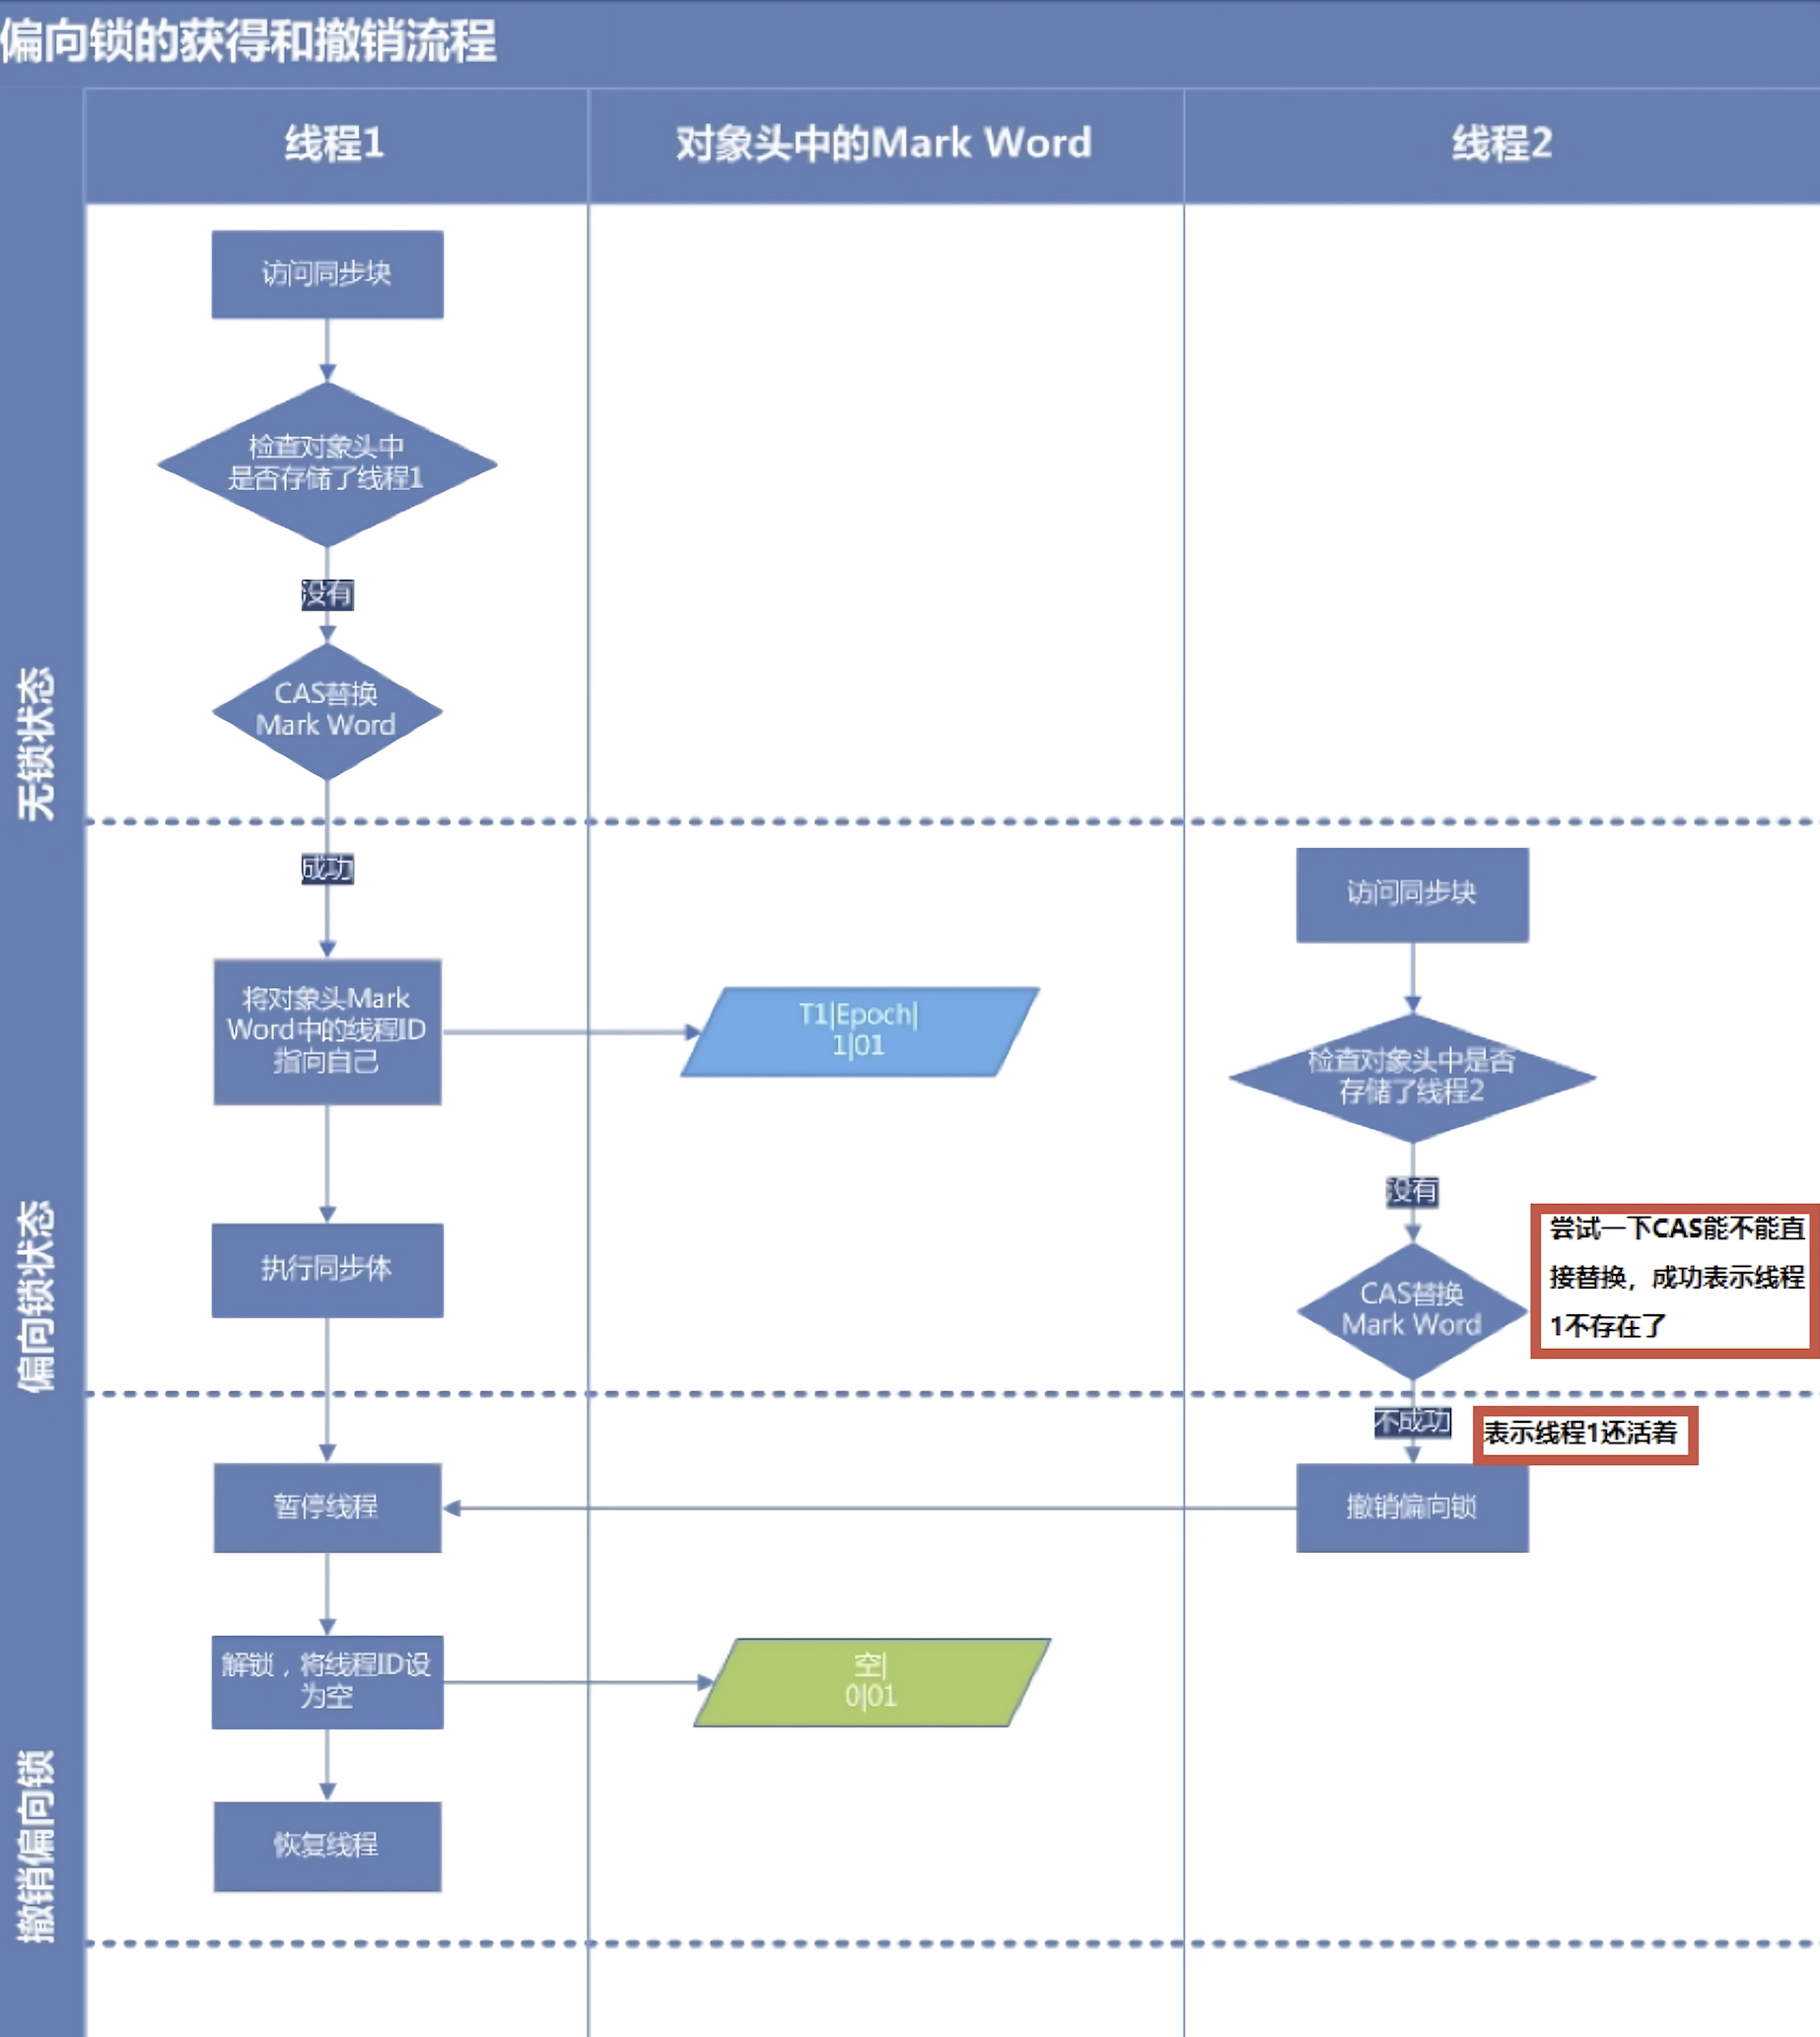 偏向锁的获得和撤销流程
线程1
对象头中的Mark Word
线程2
无锁状态
访问同步块
检查对象头中
是否存储了线程1
没有
CAS替换
Mark Word
偏向锁状态
成功
将对象头Mark
Word中的线程ID
指向自己
T1|Epoch|
1|01
执行同步体
访问同步块
检查对象头中是否
存储了线程2
没有
CAS替换
Mark Word
尝试一下CAS能不能直
接替换，成功表示线程
1不存在了
撤销偏向锁
不成功
表示线程1还活着
撤销偏向锁
暂停线程
解锁，将线程ID设
为空
空|
0|01
恢复线程